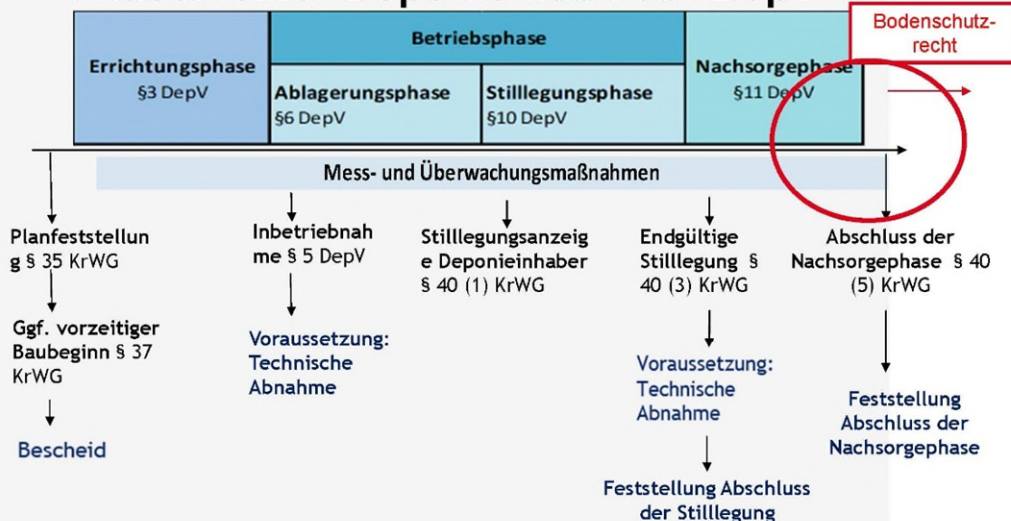 Bodenschutz-
recht
Betriebsphase
Errichtungsphase
§3 DepV
Ablagerungsphase
§6 DepV
Stilllegungsphase
§10 DepV
Nachsorgephase
§11 DepV
Mess- und Überwachungsmaßnahmen
Planfeststellun
g § 35 KrWG
Ggf. vorzeitiger
Baubeginn § 37
KrWG
Bescheid
Inbetriebnah
me § 5 DepV
Voraussetzung:
Technische
Abnahme
Stilllegungsanzeig
e Deponieinhaber
§ 40 (1) KrWG
Endgültige
Stilllegung §
40 (3) KrWG
Voraussetzung:
Technische
Abnahme
Feststellung Abschluss
der Stilllegung
Abschluss der
Nachsorgephase § 40
(5) KrWG
Feststellung
Abschluss der
Nachsorgephase